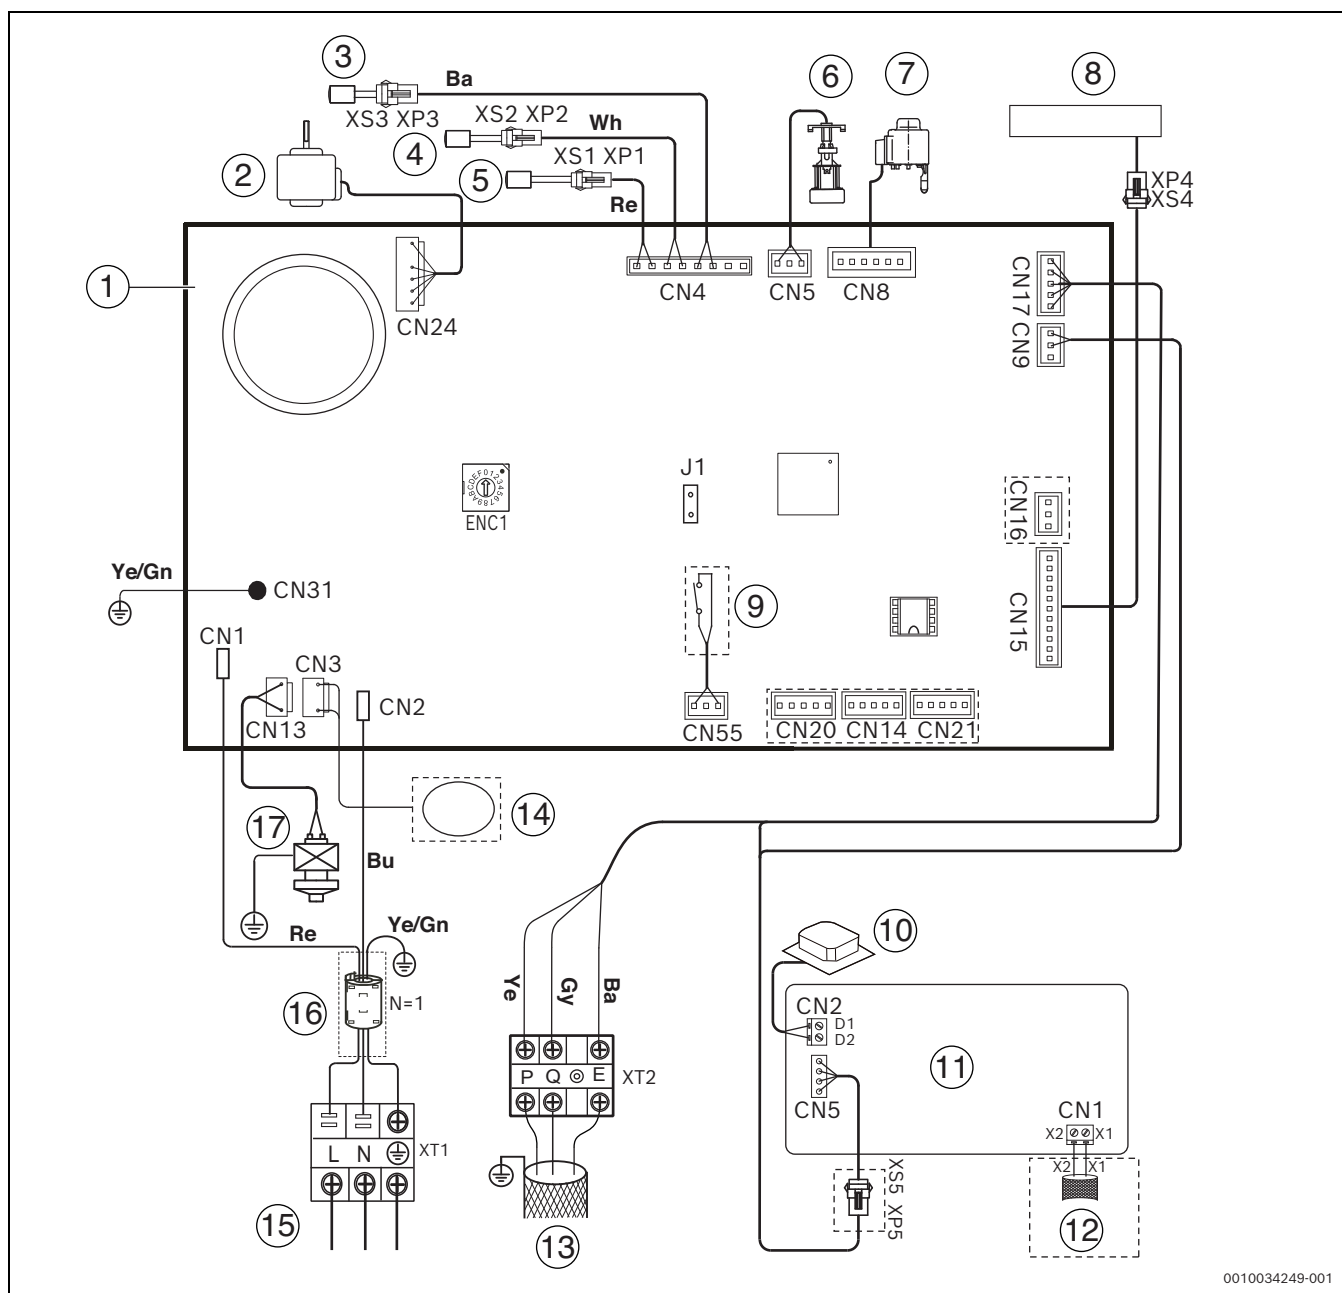 3
Ba
6
7
8
XS3 XP3
XS2 XP2
Wh
4
XS1 XP1
2
5
Re
XP4
XS4
1
CN4
CN5
CN8
CN17
CN24
CN9
J1
0123456789ABCDEF
ENC1
CN16
Ye/Gn
CN31
9
CN15
CN1
CN3
CN2
CN13
CN55
CN20
CN14
CN21
17
14
Bu
Re
Ye/Gn
10
Ye
Gy
Ba
16
N=1
CN2
D1
D2
11
P Q E
XT2
CN5
CN1
X2 X1
L N
XT1
X2 X1
XS5 XP5
15
13
12
0010034249-001